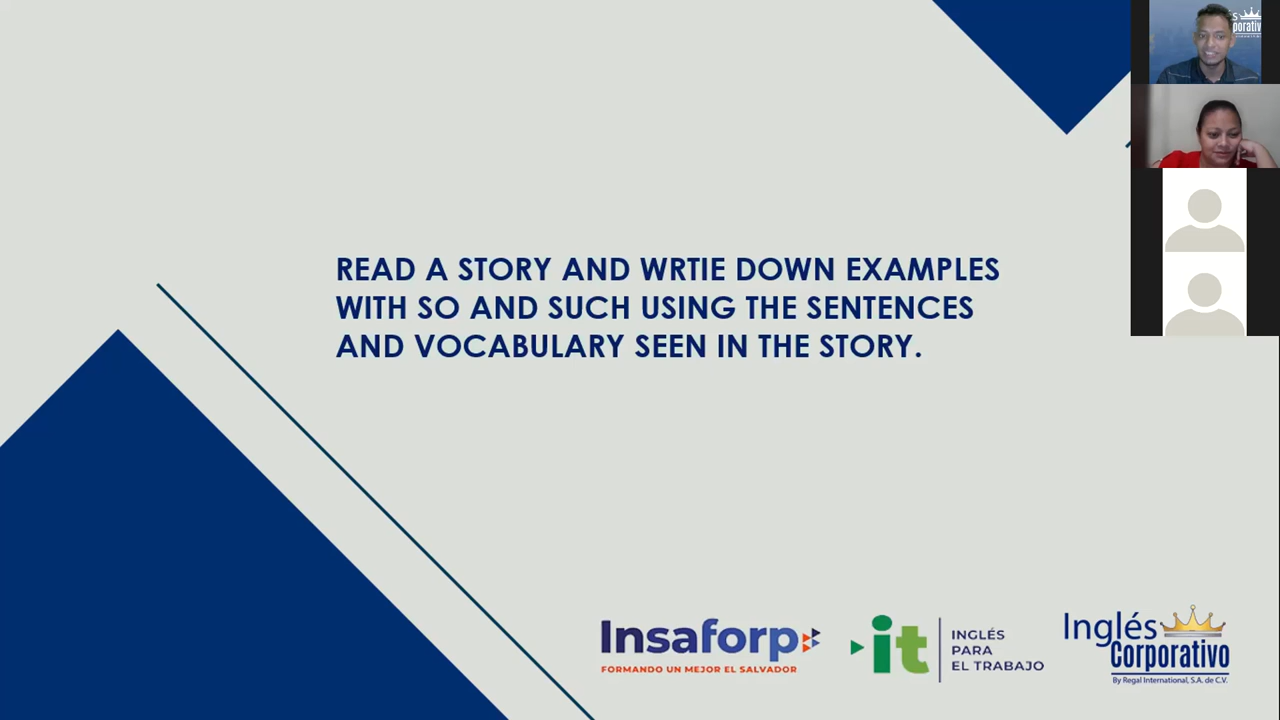 READ A STORY AND WRTIE DOWN EXAMPLES
WITH SO AND SUCH USING THE SENTENCES
AND VOCABULARY SEEN IN THE STORY.
Insaforp
FORMANDO UN MEJOR EL SALVADOR
it
INGLÉS
PARA
EL TRABAJO
Inglés
Corporativo
By Regal International, S.A. de C.V.